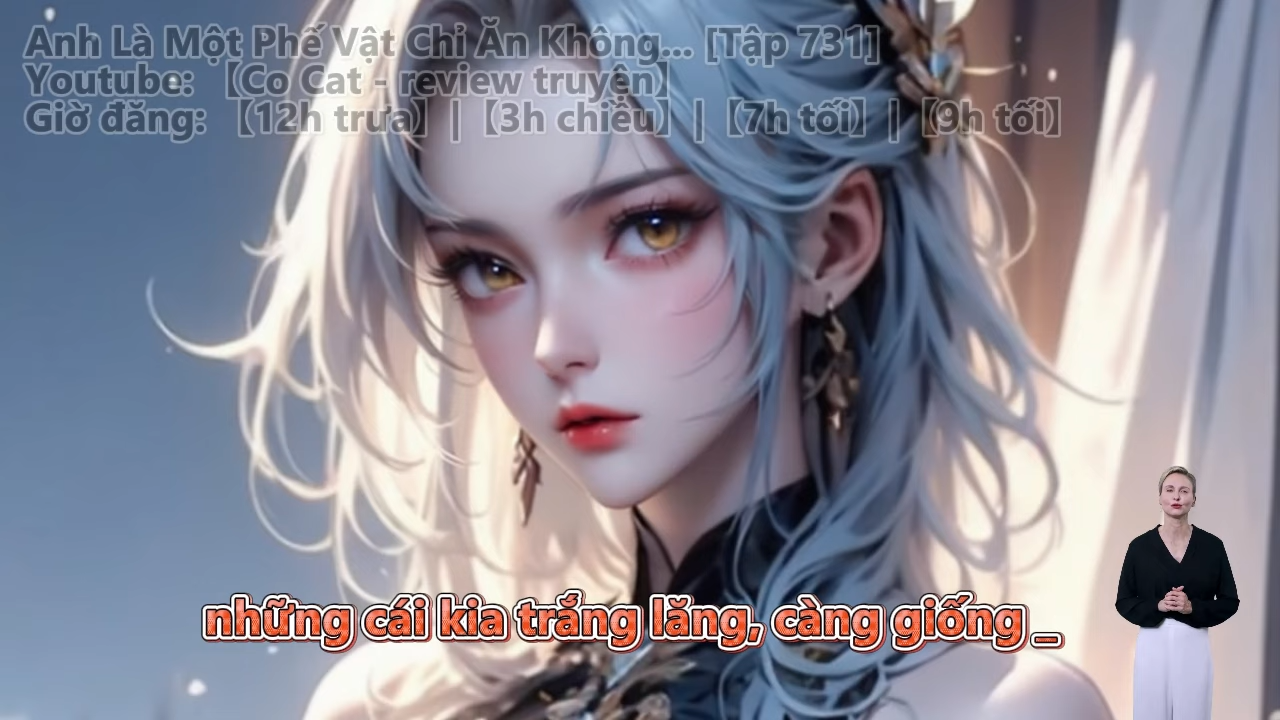 Anh Là Một Phế Vật Chỉ Ăn Không... [Tập 731]
Youtube: 【Co Cat - review truyện】
Giờ đăng: 【12h trưa】 | 【3h chiều】 | 【7h tối】 | 【9h tối】
những cái kia trắng lăng, càng giống _